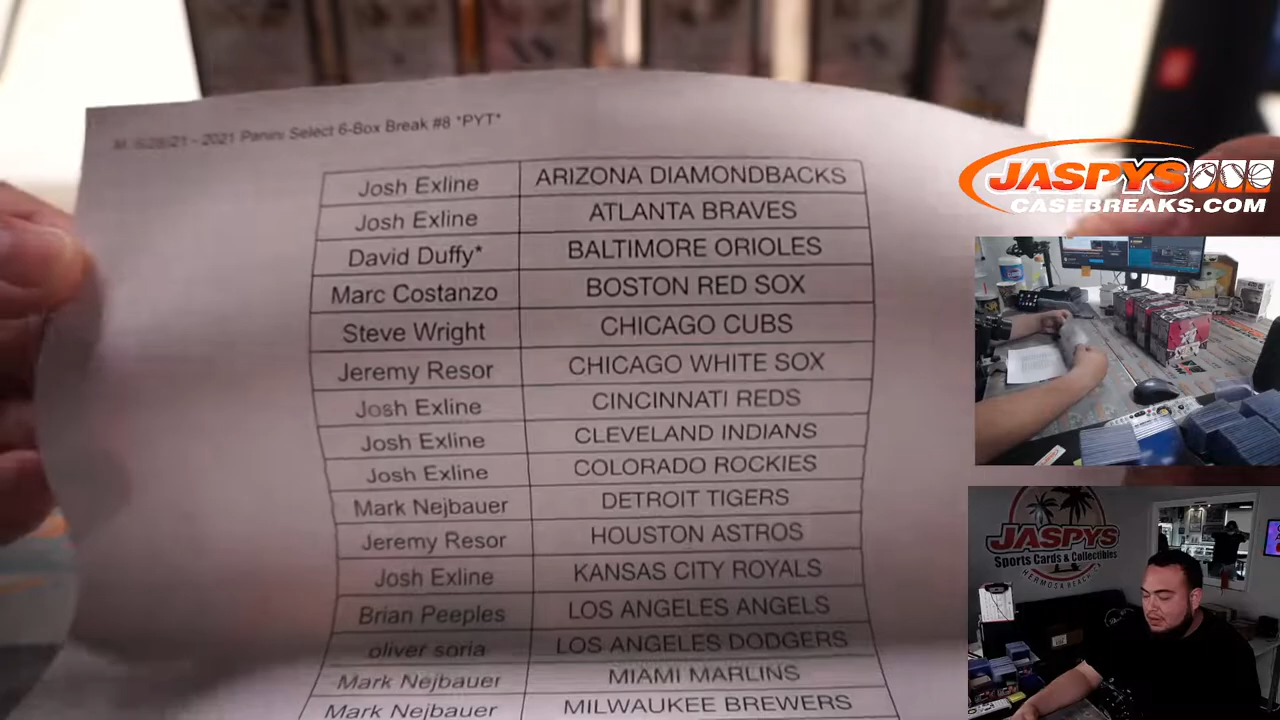 M. 6/28/21 - 2021 Panini Select 6-Box Break #8 *PYT*
Josh Exline ARIZONA DIAMONDBACKS
Josh Exline ATLANTA BRAVES
David Duffy* BALTIMORE ORIOLES
Marc Costanzo BOSTON RED SOX
Steve Wright CHICAGO CUBS
Jeremy Resor CHICAGO WHITE SOX
Josh Exline CINCINNATI REDS
Josh Exline CLEVELAND INDIANS
Josh Exline COLORADO ROCKIES
Mark Nejbauer DETROIT TIGERS
Jeremy Resor HOUSTON ASTROS
Josh Exline KANSAS CITY ROYALS
Brian Peeples LOS ANGELES ANGELS
oliver soria LOS ANGELES DODGERS
Mark Nejbauer MIAMI MARLINS
Mark Nejbauer MILWAUKEE BREWERS
JASPYS
CASEBREAKS.COM
JASPYS
Sports Cards & Collectibles
HERMOSA BEACH, CA